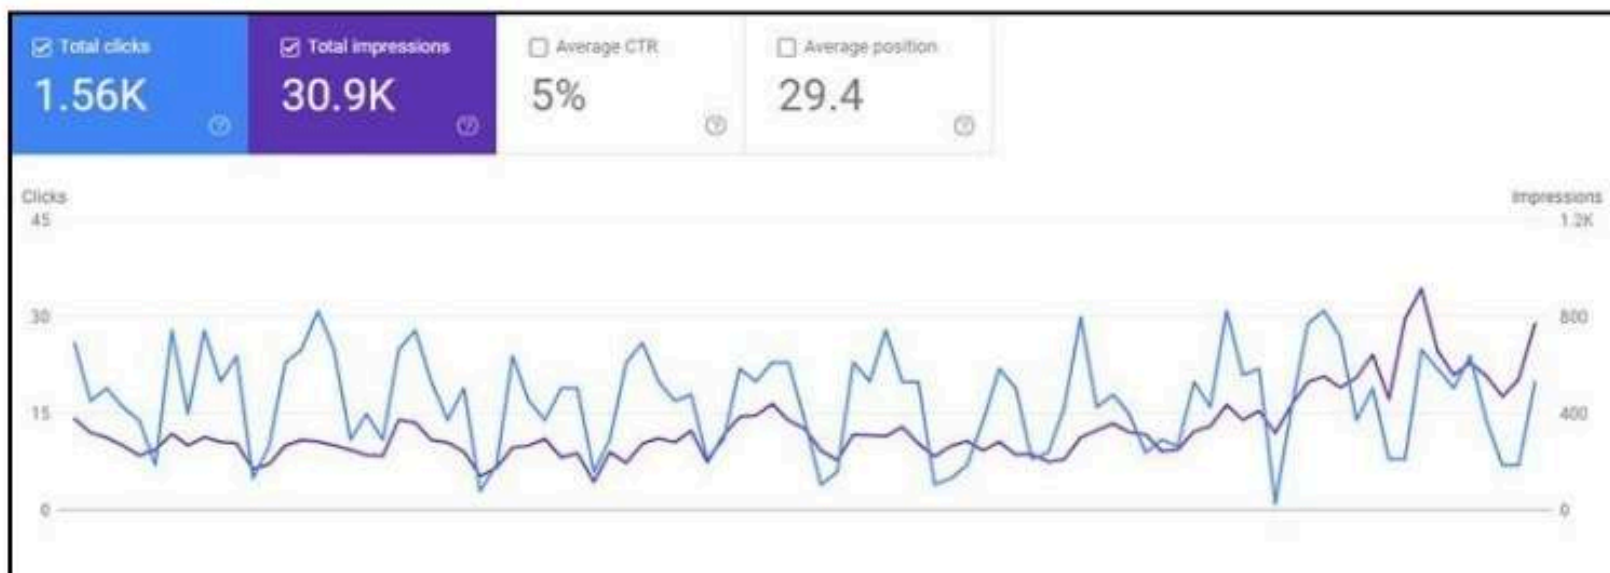 Total clicks
1.56K
Total impressions
30.9K
Average CTR
5%
Average position
29.4
Clicks
Impressions
45
1.2K
30
800
15
400
0
0